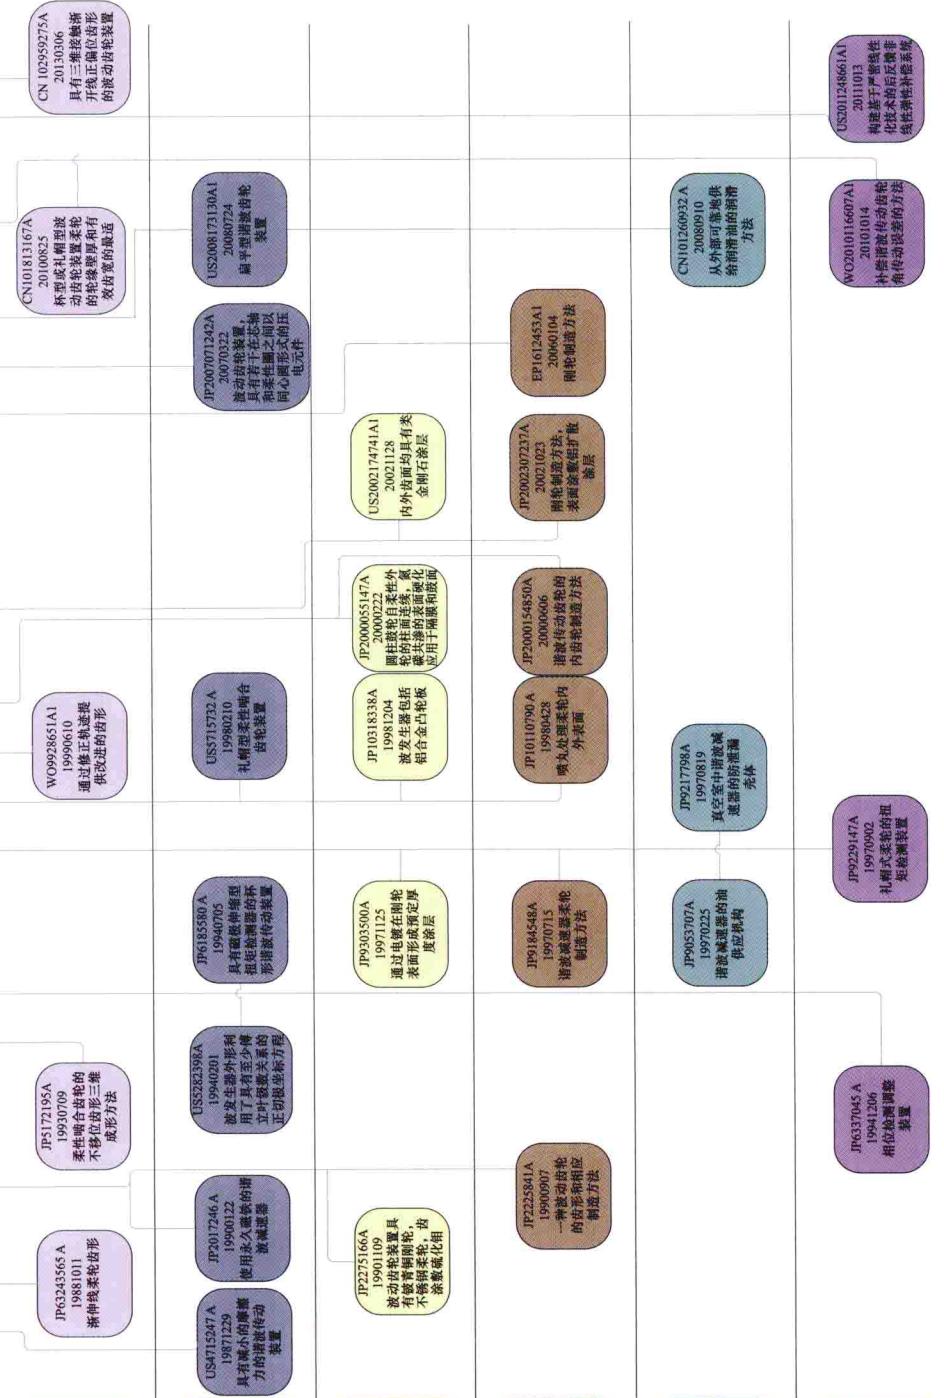 CN 102959275A
20130306
具有三维接触渐
开线正偏位齿形
的波动齿轮装置
CN101813167A
20100825
杯型或礼帽型波
动齿轮装置柔轮
的轮缘壁厚和有
效齿宽的最适
WO9928651A1
19990610
通过修正轨迹提
供改进的齿形
JP5172195A
19930709
柔性啮合齿轮的
不移位齿形三维
成形方法
JP63243565 A
19881011
渐伸线柔轮齿形
US2008173130A1
20080724
扁平型谐波齿轮
装置
JP2007071242A
20070322
波动齿轮装置，
具有若干在芯轴
和柔性圈之间以
同心圆形式的压
电元件
US5715732 A
19980210
礼帽型柔性啮合
齿轮装置
JP6185580 A
19940705
具有磁极伸缩型
扭矩检测器的杯
形谐波传动装置
US5282398A
19940201
波发生器外形利
用了具有至少傅
立叶级数关系的
正切极坐标方程
JP2017246 A
19900122
使用永久磁铁的谐
波减速器
US4715247 A
19871229
具有减小的摩擦
力的谐波传动
装置
US2002174741A1
20021128
内外齿面均具有类
金刚石涂层
JP2000055147A
20000222
圆柱鼓轮自柔性外
轮的柱面连续，氮
碳共渗的表面硬化
应用于隔膜和鼓面
JP10318338A
19981204
波发生器包括
铝合金凸轮板
JP9303500A
19971125
通过电镀在刚轮
表面形成预定厚
度涂层
JP2275166A
19901109
波动齿轮装置具
有铍青铜刚轮，
不锈钢柔轮，齿
涂敷硫化钼
EP1612453A1
20060104
刚轮制造方法
JP2002307237A
20021023
刚轮制造方法，
表面涂敷铝扩散
涂层
JP2000154850A
20000606
谐波传动齿轮的
内齿轮制造方法
JP10110790 A
19980428
喷丸处理柔轮内
外表面
JP9184548A
19970715
谐波减速器柔轮
制造方法
JP2225841A
19900907
一种波动齿轮
的齿形和相应
制造方法
CN101260932 A
20080910
从外部可靠地供
给润滑油的润滑
方法
JP9217798A
19970819
真空室中谐波减
速器的防泄漏
壳体
JP9053707A
19970225
谐波减速器的油
供应机构
US2011248661A1
20111013
构建基于严密线性
化技术的后反馈非
线性弹性补偿系统
WO2010116607A1
20101014
补偿谐波传动齿轮
角传动误差的方法
JP9229147A
19970902
礼帽式柔轮的扭
矩检测装置
JP6337045 A
19941206
相位检测调整
装置